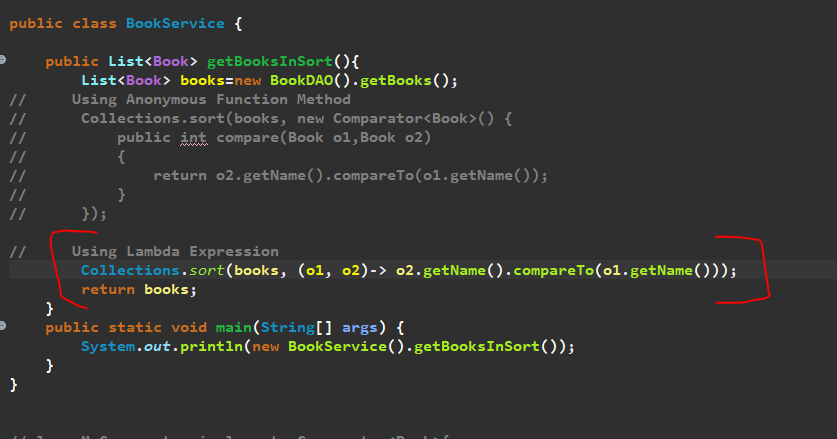 public class BookService {
public List<Book> getBooksInSort(){
List<Book> books=new BookDAO().getBooks();
// Using Anonymous Function Method
// Collections.sort(books, new Comparator<Book>() {
// public int compare(Book o1,Book o2)
// {
// return o2.getName().compareTo(o1.getName());
// }
// });
// Using Lambda Expression
Collections.sort(books, (o1, o2)-> o2.getName().compareTo(o1.getName()));
return books;
}
public static void main(String[] args) {
System.out.println(new BookService().getBooksInSort());
}
}